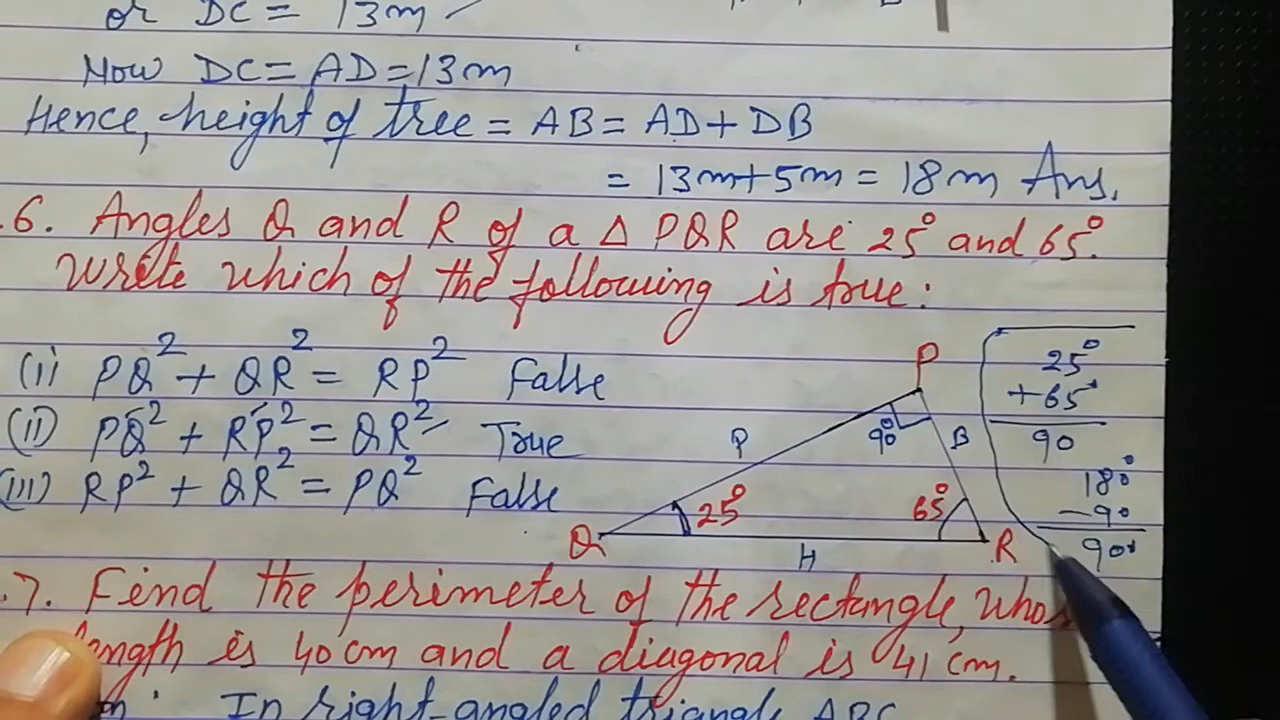 or DC = 13m
Now DC = AD = 13m
Hence, height of tree = AB = AD + DB
= 13m + 5m = 18m Ans.
.6. Angles Q and R of a Δ PQR are 25° and 65°.
Write which of the following is true:
(i) PQ² + QR² = RP² False
(ii) PQ² + RP² = QR² True
(iii) RP² + QR² = PQ² False
P
P
90°
B
25°
65°
Q
H
R
25°
+65°
90
180°
-90
90°
.7. Find the perimeter of the rectangle, whose
length is 40 cm and a diagonal is 41 cm.
In right-angled triangle ABC